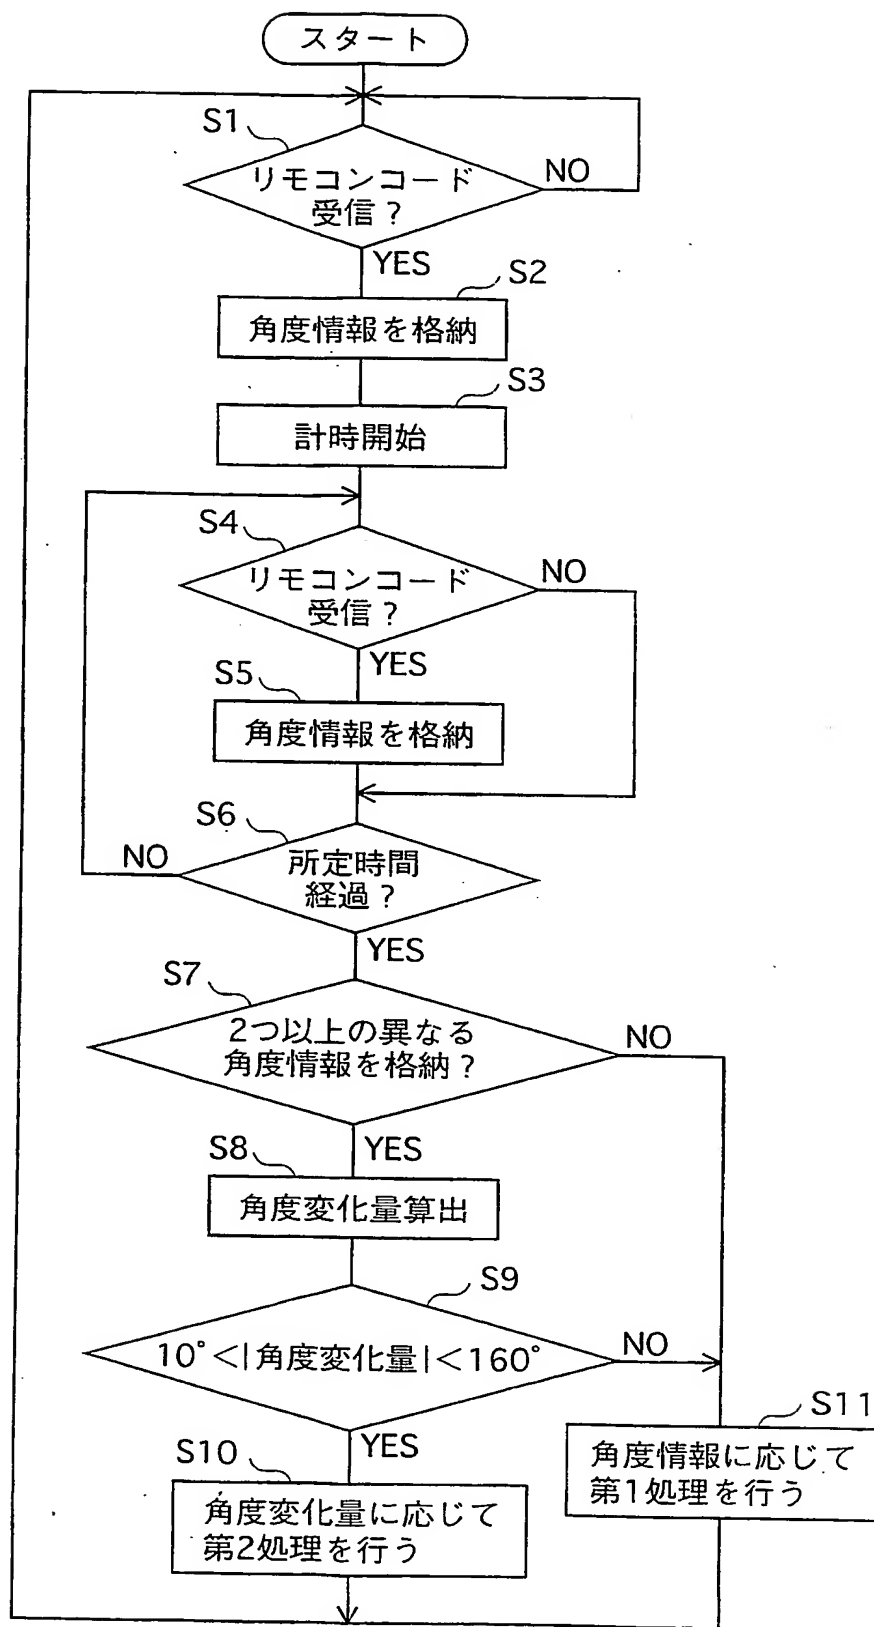 スタート
S1
リモコンコード
受信？
NO
YES
S2
角度情報を格納
S3
計時開始
S4
リモコンコード
受信？
NO
YES
S5
角度情報を格納
S6
所定時間
経過？
NO
YES
S7
2つ以上の異なる
角度情報を格納？
NO
YES
S8
角度変化量算出
S9
10°<|角度変化量|<160°
NO
YES
S10
角度変化量に応じて
第2処理を行う
S11
角度情報に応じて
第1処理を行う